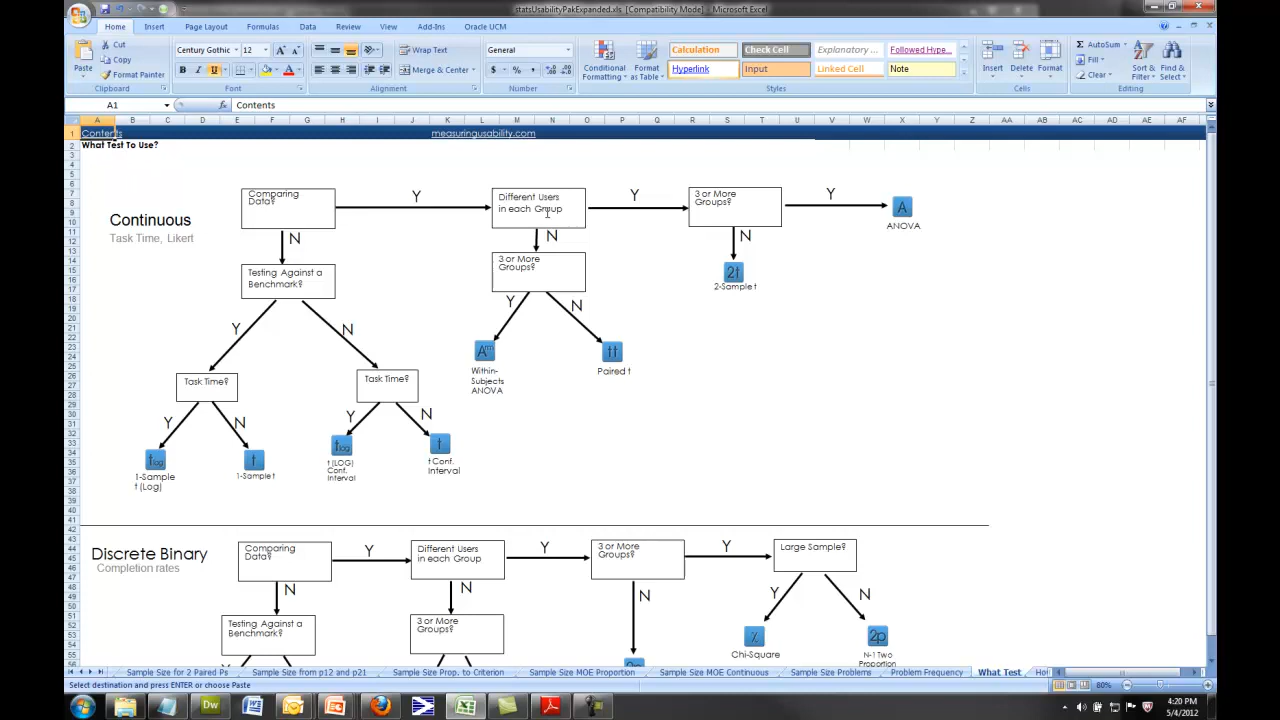 statsUsabilityPakExpanded.xls [Compatibility Mode] - Microsoft Excel
Home Insert Page Layout Formulas Data Review View Add-Ins Oracle UCM
Paste
Cut
Copy
Format Painter
Clipboard
Century Gothic 12
B I U
Font
Wrap Text
Merge & Center
Alignment
General
$ % ,
Number
Conditional Formatting
Format as Table
Calculation Check Cell Explanatory ... Followed Hype...
Hyperlink Input Linked Cell Note
Styles
Insert Delete Format
Cells
AutoSum
Fill
Clear
Sort & Filter
Find & Select
Editing
A1 fx Contents
A B C D E F G H I J K L M N O P Q R S T U V W X Y Z AA AB AC AD AE AF
Contents measuringusability.com
What Test To Use?
Continuous
Task Time, Likert
Comparing Data?
Y
Different Users in each Group
Y
3 or More Groups?
Y
A
ANOVA
N
N
N
Testing Against a Benchmark?
3 or More Groups?
2t
2-Sample t
Y
N
Y
N
Am
Within-Subjects ANOVA
tt
Paired t
Task Time?
Task Time?
Y
N
Y
N
tlog
1-Sample t (Log)
t
1-Sample t
tlog
t (LOG) Conf. Interval
t
t Conf. Interval
Discrete Binary
Completion rates
Comparing Data?
Y
Different Users in each Group
Y
3 or More Groups?
Y
Large Sample?
N
N
N
Y
N
Testing Against a Benchmark?
3 or More Groups?
χ
Chi-Square
2p
N-1 Two Proportion
Sample Size for 2 Paired Ps Sample Size from p12 and p21 Sample Size Prop. to Criterion Sample Size MOE Proportion Sample Size MOE Continuous Sample Size Problems Problem Frequency What Test
Select destination and press ENTER or choose Paste
80%
4:20 PM
5/4/2012